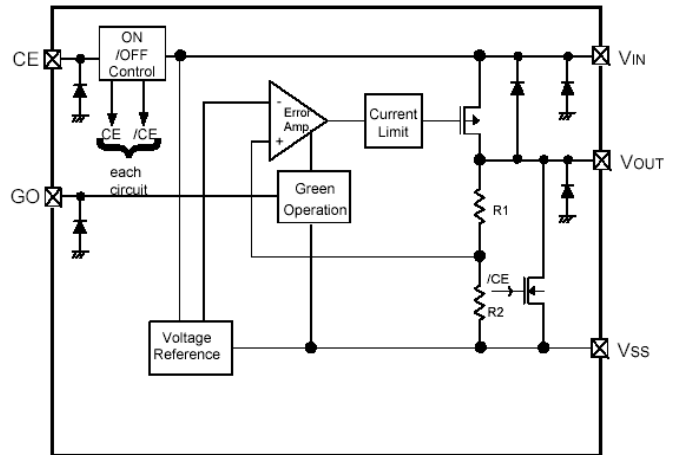 ON
/OFF
Control
CE
VIN
Error
Amp.
-
+
Current
Limit
CE /CE
each
circuit
VOUT
GO
Green
Operation
R1
/CE
R2
Voltage
Reference
VSS